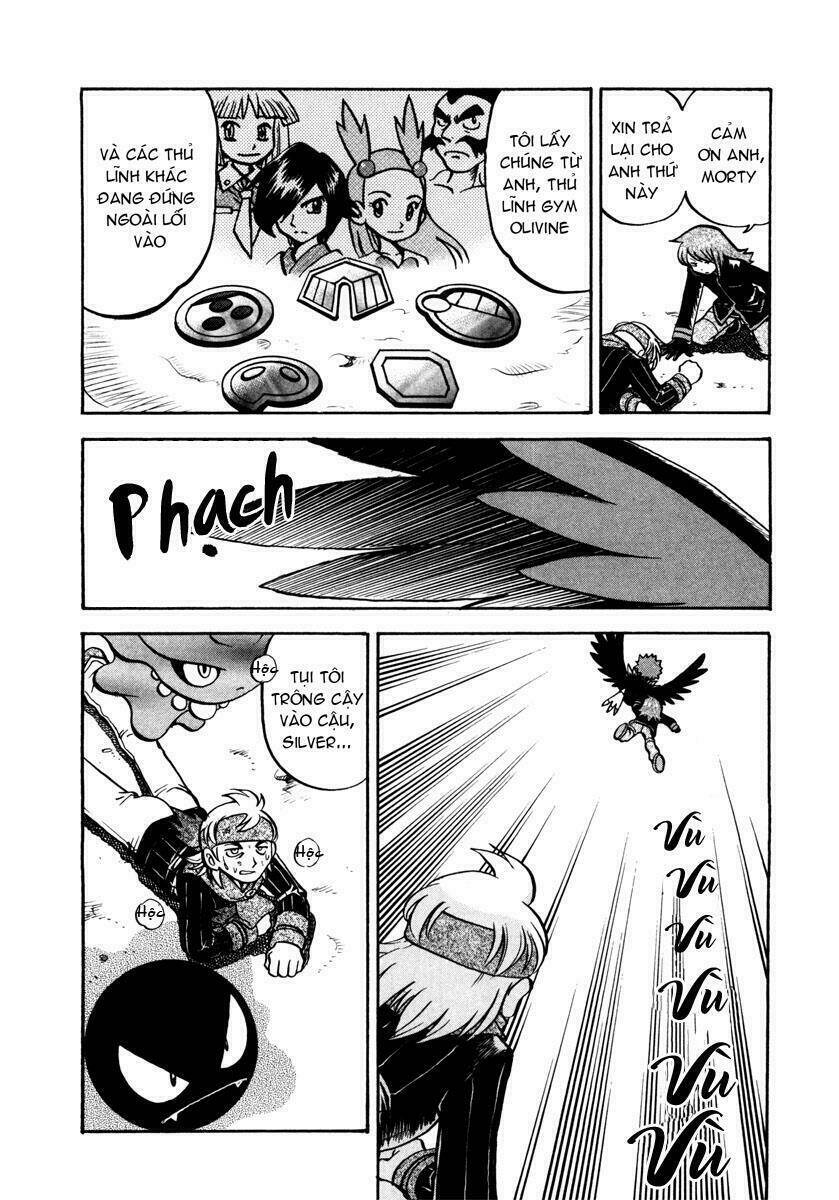 CẢM
ƠN ANH,
MORTY
XIN TRẢ
LẠI CHO
ANH THỨ
NÀY
TÔI LẤY
CHÚNG TỪ
ANH, THỦ
LĨNH GYM
OLIVINE
VÀ CÁC THỦ
LĨNH KHÁC
ĐANG ĐỨNG
NGOÀI LỐI
VÀO
Phạch
Vù
Vù
Vù
Vù
Vù
Vù
TỤI TÔI
TRÔNG CẬY
VÀO CẬU,
SILVER...
Hộc
Hộc
Hộc